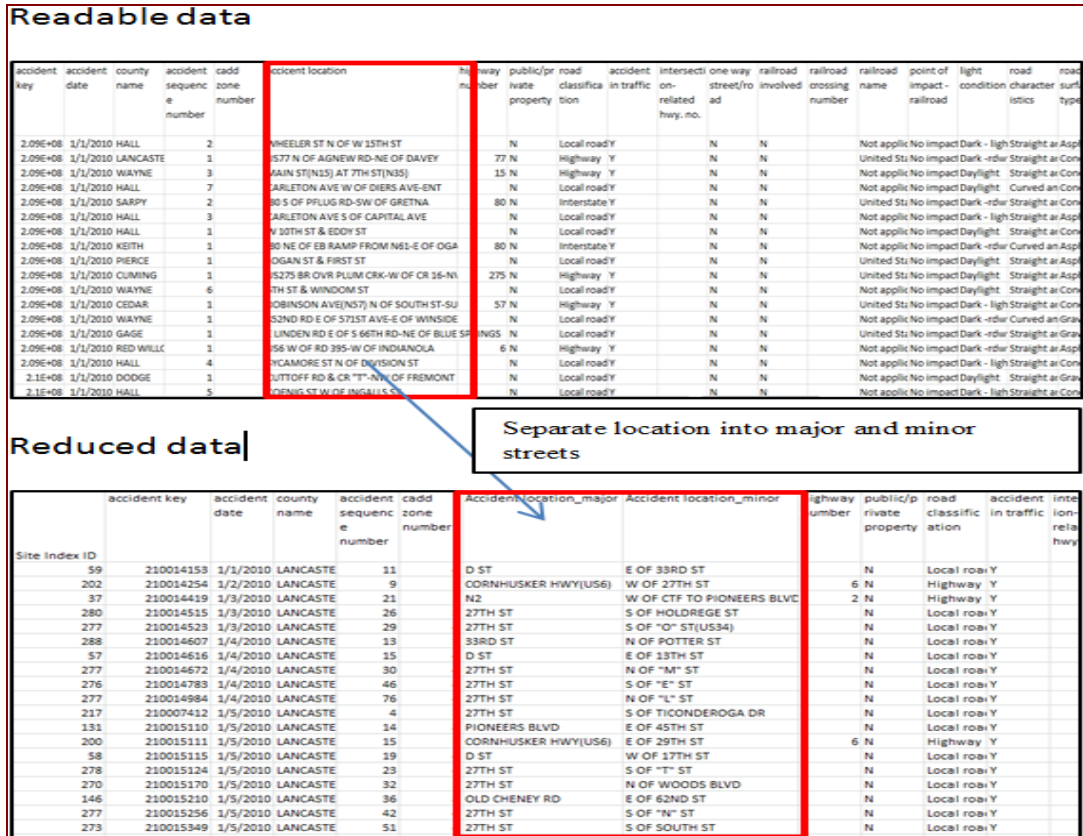 Readable data
accident key accident date county name accident sequence number cadd zone number accicent location highway number public/private property road classification accident in traffic intersection-related hwy. no. one way street/road railroad involved railroad crossing number railroad name point of impact - railroad light condition road characteristics road surf type
2.09E+08 1/1/2010 HALL 2 WHEELER ST N OF W 15TH ST N Local road Y N N Not applic No impact Dark - ligh Straight ar Asp
2.09E+08 1/1/2010 LANCASTE 1 US77 N OF AGNEW RD-NE OF DAVEY 77 N Highway Y N N United Sta No impact Dark -rdw Straight ar Con
2.09E+08 1/1/2010 WAYNE 3 MAIN ST(N15) AT 7TH ST(N35) 15 N Highway Y N N Not applic No impact Daylight Straight ar Con
2.09E+08 1/1/2010 HALL 7 CARLETON AVE W OF DIERS AVE-ENT N Local road Y N N Not applic No impact Daylight Curved an Con
2.09E+08 1/1/2010 SARPY 2 I80 S OF PFLUG RD-SW OF GRETNA 80 N Interstate Y N N United Sta No impact Dark -rdw Straight ar Con
2.09E+08 1/1/2010 HALL 3 CARLETON AVE S OF CAPITAL AVE N Local road Y N N Not applic No impact Dark - ligh Straight ar Asp
2.09E+08 1/1/2010 HALL 1 W 10TH ST & EDDY ST N Local road Y N N Not applic No impact Daylight Straight ar Con
2.09E+08 1/1/2010 KEITH 1 I80 NE OF EB RAMP FROM N61-E OF OGA 80 N Interstate Y N N Not applic No impact Dark -rdw Curved an Asp
2.09E+08 1/1/2010 PIERCE 1 LOGAN ST & FIRST ST N Local road Y N N United Sta No impact Daylight Straight ar Asp
2.09E+08 1/1/2010 CUMING 1 US275 BR OVR PLUM CRK-W OF CR 16-NW 275 N Highway Y N N United Sta No impact Daylight Straight ar Asp
2.09E+08 1/1/2010 WAYNE 6 5TH ST & WINDOM ST N Local road Y N N Not applic No impact Daylight Straight ar Con
2.09E+08 1/1/2010 CEDAR 1 ROBINSON AVE(N57) N OF SOUTH ST-SU 57 N Highway Y N N United Sta No impact Dark - ligh Straight ar Con
2.09E+08 1/1/2010 WAYNE 1 852ND RD E OF 571ST AVE-E OF WINSIDE N Local road Y N N Not applic No impact Dark -rdw Curved an Grav
2.09E+08 1/1/2010 GAGE 1 E LINDEN RD E OF S 66TH RD-NE OF BLUE SPRINGS N Local road Y N N United Sta No impact Dark -rdw Straight ar Grav
2.09E+08 1/1/2010 RED WILLC 1 US6 W OF RD 395-W OF INDIANOLA 6 N Highway Y N N Not applic No impact Dark -rdw Straight ar Asp
2.09E+08 1/1/2010 HALL 4 SYCAMORE ST N OF DIVISION ST N Local road Y N N Not applic No impact Dark - ligh Straight ar Con
2.1E+08 1/1/2010 DODGE 1 CUTTOFF RD & CR "T"-NW OF FREMONT N Local road Y N N Not applic No impact Daylight Straight ar Grav
2.1E+08 1/1/2010 HALL 5 KOENIG ST W OF INGALLS ST N Local road Y N N Not applic No impact Dark - ligh Straight ar Con
Separate location into major and minor
streets
Reduced data
Site Index ID accident key accident date county name accident sequence number cadd zone number Accident location_major Accident location_minor highway number public/private property road classification accident in traffic inte ion- rela hwy
59 210014153 1/1/2010 LANCASTE 11 D ST E OF 33RD ST N Local road Y
202 210014254 1/2/2010 LANCASTE 9 CORNHUSKER HWY(US6) W OF 27TH ST 6 N Highway Y
37 210014419 1/3/2010 LANCASTE 21 N2 W OF CTF TO PIONEERS BLVD 2 N Highway Y
280 210014515 1/3/2010 LANCASTE 26 27TH ST S OF HOLDREGE ST N Local road Y
277 210014523 1/3/2010 LANCASTE 29 27TH ST S OF "O" ST(US34) N Local road Y
288 210014607 1/4/2010 LANCASTE 13 33RD ST N OF POTTER ST N Local road Y
57 210014616 1/4/2010 LANCASTE 15 D ST E OF 13TH ST N Local road Y
277 210014672 1/4/2010 LANCASTE 30 27TH ST N OF "M" ST N Local road Y
276 210014783 1/4/2010 LANCASTE 46 27TH ST S OF "E" ST N Local road Y
277 210014984 1/4/2010 LANCASTE 76 27TH ST N OF "L" ST N Local road Y
217 210007412 1/5/2010 LANCASTE 4 27TH ST S OF TICONDEROGA DR N Local road Y
131 210015110 1/5/2010 LANCASTE 14 PIONEERS BLVD E OF 45TH ST N Local road Y
200 210015111 1/5/2010 LANCASTE 15 CORNHUSKER HWY(US6) E OF 29TH ST 6 N Highway Y
58 210015115 1/5/2010 LANCASTE 19 D ST W OF 17TH ST N Local road Y
278 210015124 1/5/2010 LANCASTE 23 27TH ST S OF "T" ST N Local road Y
270 210015170 1/5/2010 LANCASTE 32 27TH ST N OF WOODS BLVD N Local road Y
146 210015210 1/5/2010 LANCASTE 36 OLD CHENEY RD E OF 62ND ST N Local road Y
277 210015256 1/5/2010 LANCASTE 42 27TH ST S OF "N" ST N Local road Y
273 210015349 1/5/2010 LANCASTE 51 27TH ST S OF SOUTH ST N Local road Y